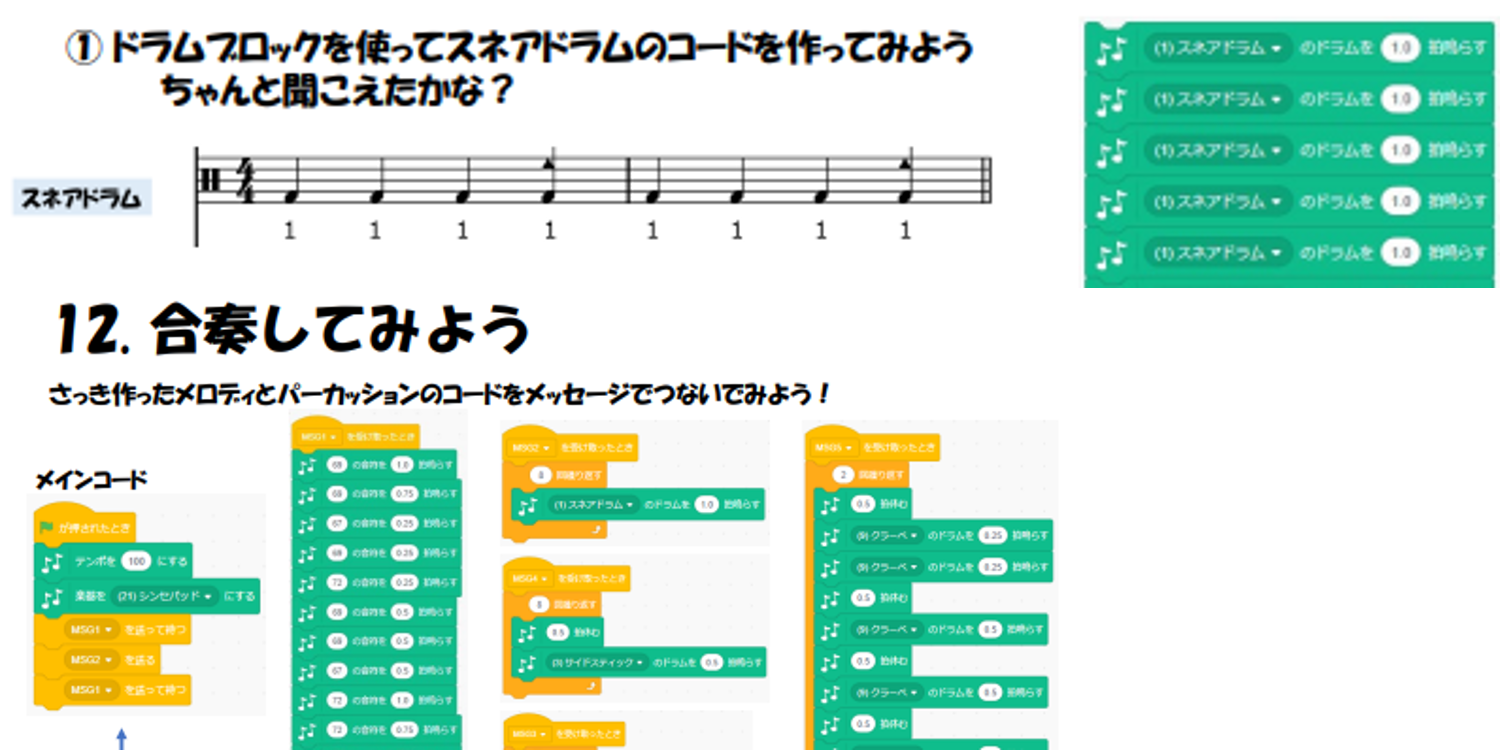 ① ドラムブロックを使ってスネアドラムのコードを作ってみよう
ちゃんと聞こえたかな？
スネアドラム
4
4
1 1 1 1 1 1 1 1
(1) スネアドラム のドラムを 1.0 拍鳴らす
(1) スネアドラム のドラムを 1.0 拍鳴らす
(1) スネアドラム のドラムを 1.0 拍鳴らす
(1) スネアドラム のドラムを 1.0 拍鳴らす
(1) スネアドラム のドラムを 1.0 拍鳴らす
12. 合奏してみよう
さっき作ったメロディとパーカッションのコードをメッセージでつないでみよう！
メインコード
が押されたとき
テンポを 100 にする
楽器を (21) シンセパッド にする
MSG1 を送って待つ
MSG2 を送る
MSG1 を送って待つ
MSG1 を受け取ったとき
の音符を 1.0 拍鳴らす
の音符を 0.75 拍鳴らす
67 の音符を 0.25 拍鳴らす
の音符を 0.25 拍鳴らす
72 の音符を 0.25 拍鳴らす
の音符を 0.5 拍鳴らす
の音符を 0.5 拍鳴らす
67 の音符を 0.5 拍鳴らす
72 の音符を 1.0 拍鳴らす
72 の音符を 0.75 拍鳴らす
MSG2 を受け取ったとき
8 回繰り返す
(1) スネアドラム のドラムを 1.0 拍鳴らす
MSG4 を受け取ったとき
8 回繰り返す
0.5 拍休む
(3) サイドスティック のドラムを 0.5 拍鳴らす
MSG3 を受け取ったとき
MSG5 を受け取ったとき
2 回繰り返す
0.5 拍休む
(9) クラーベ のドラムを 0.25 拍鳴らす
(9) クラーベ のドラムを 0.25 拍鳴らす
0.5 拍休む
(9) クラーベ のドラムを 0.5 拍鳴らす
0.5 拍休む
(9) クラーベ のドラムを 0.5 拍鳴らす
0.5 拍休む